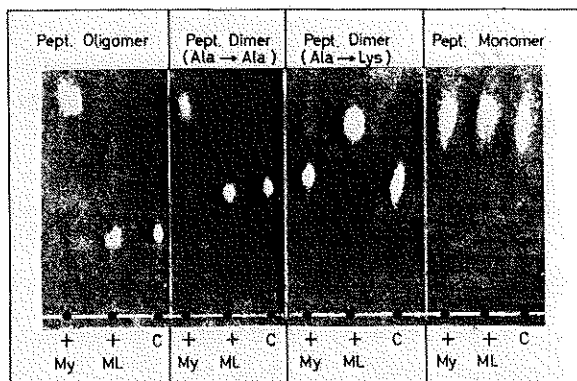 Pept. Oligomer
Pept. Dimer
(Ala → Ala)
Pept. Dimer
(Ala → Lys)
Pept. Monomer
+ + C
My ML
+ + C
My ML
+ + C
My ML
+ + C
My ML